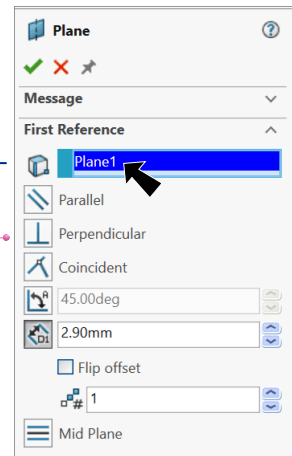 Plane
Message
First Reference
Plane1
Parallel
Perpendicular
Coincident
45.00deg
2.90mm
Flip offset
1
Mid Plane